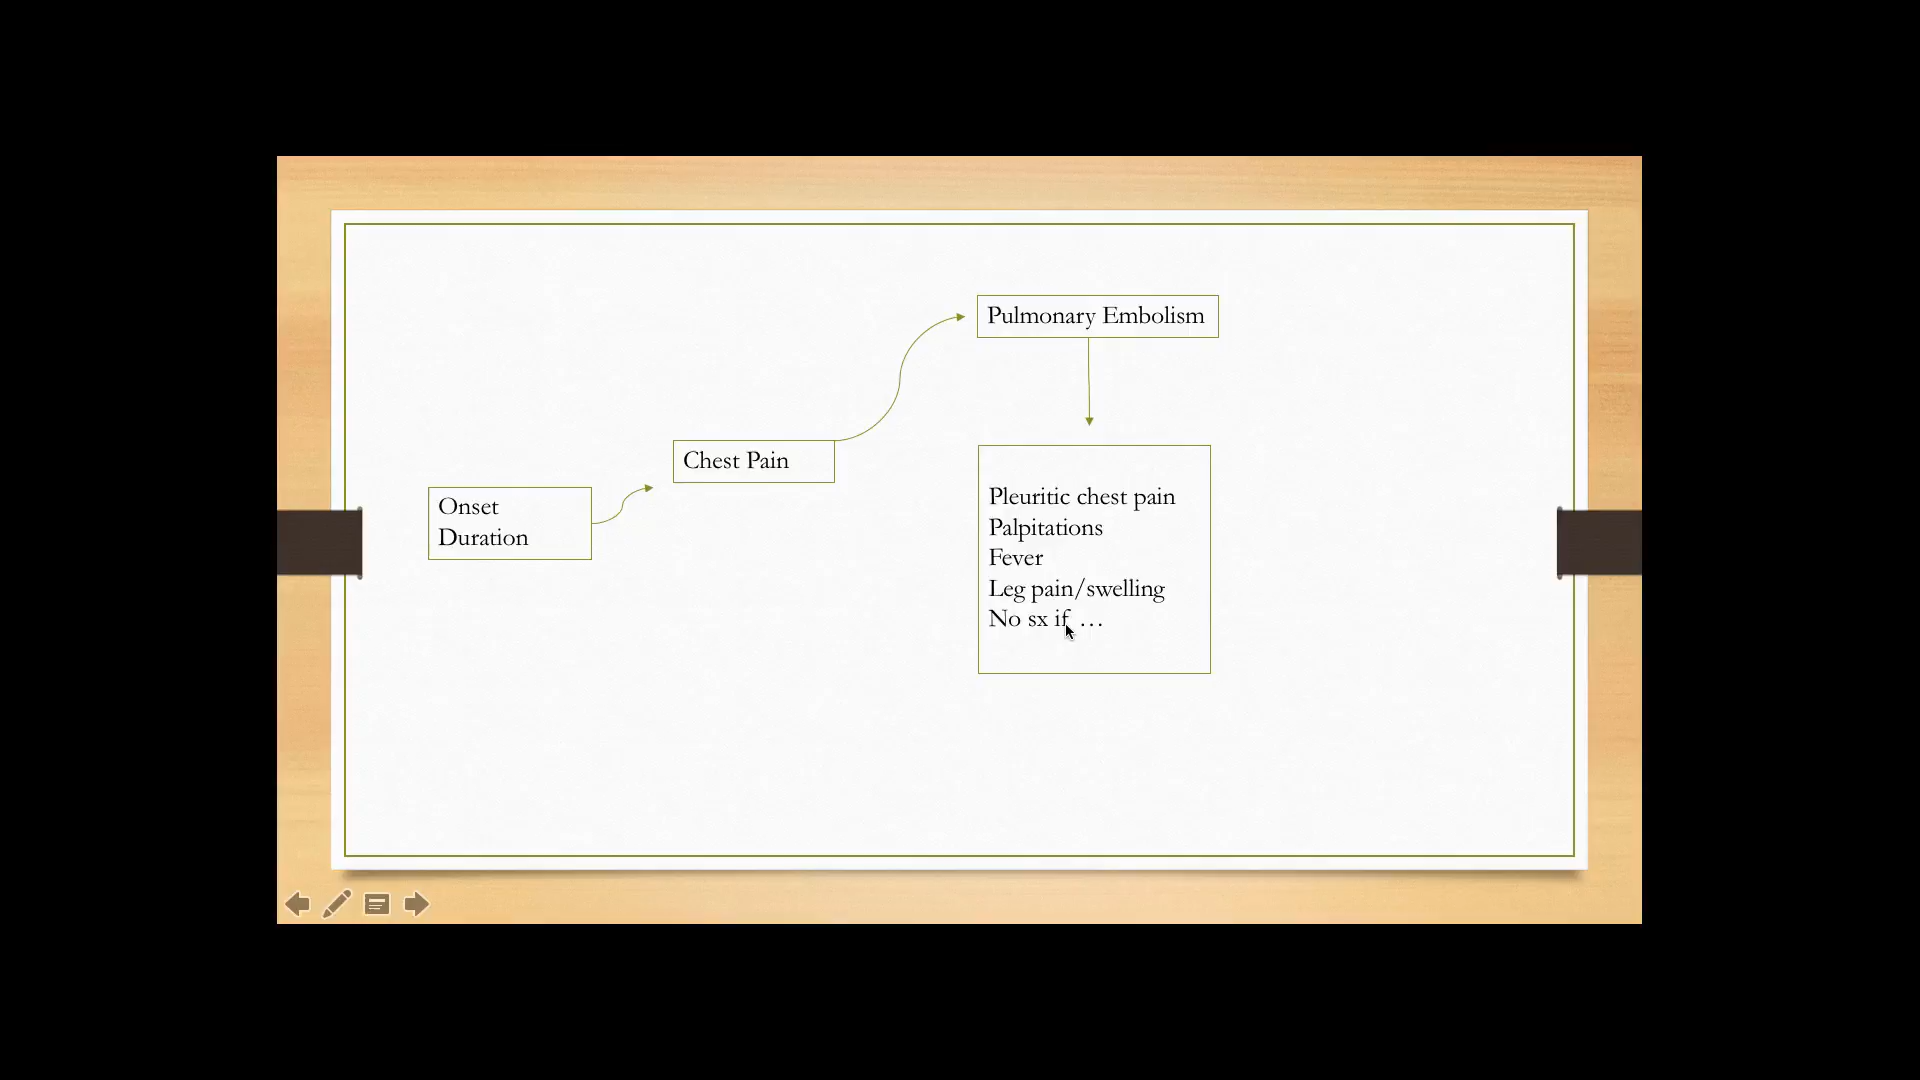 Pulmonary Embolism
Chest Pain
Onset
Duration
Pleuritic chest pain
Palpitations
Fever
Leg pain/swelling
No sx if …